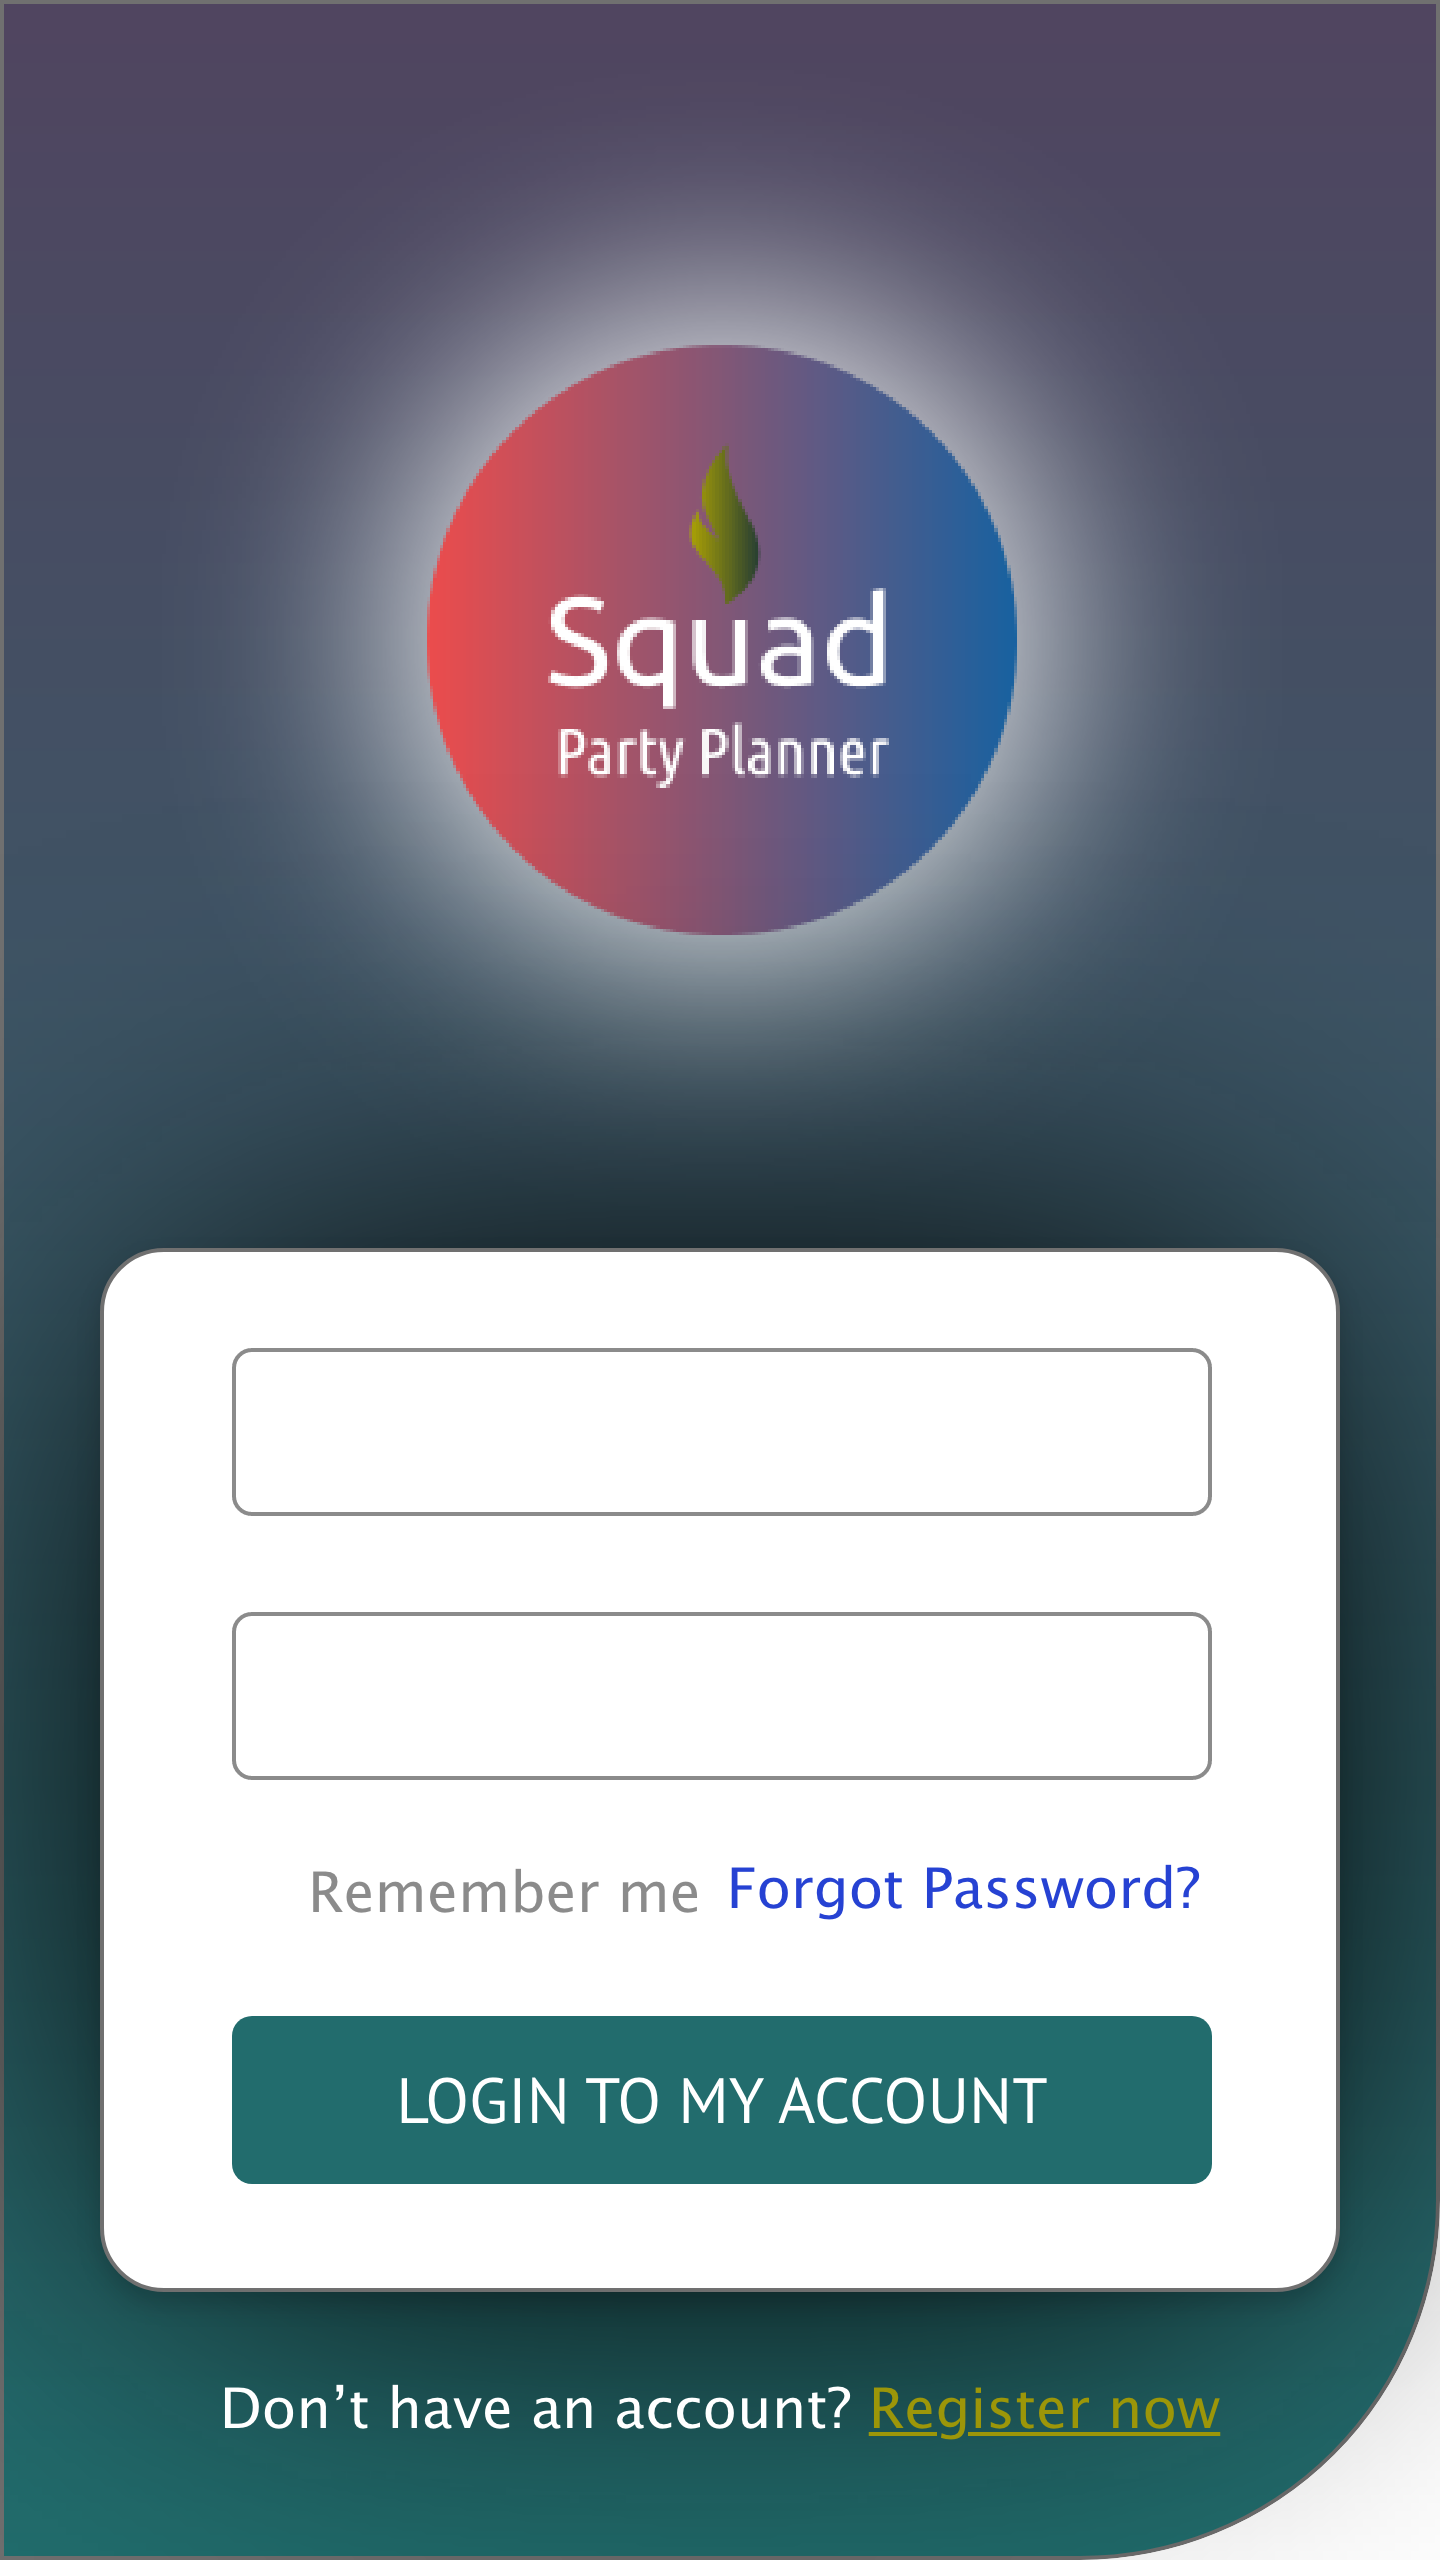 Squad
Party Planner
Remember me Forgot Password?
LOGIN TO MY ACCOUNT
Don’t have an account? Register now